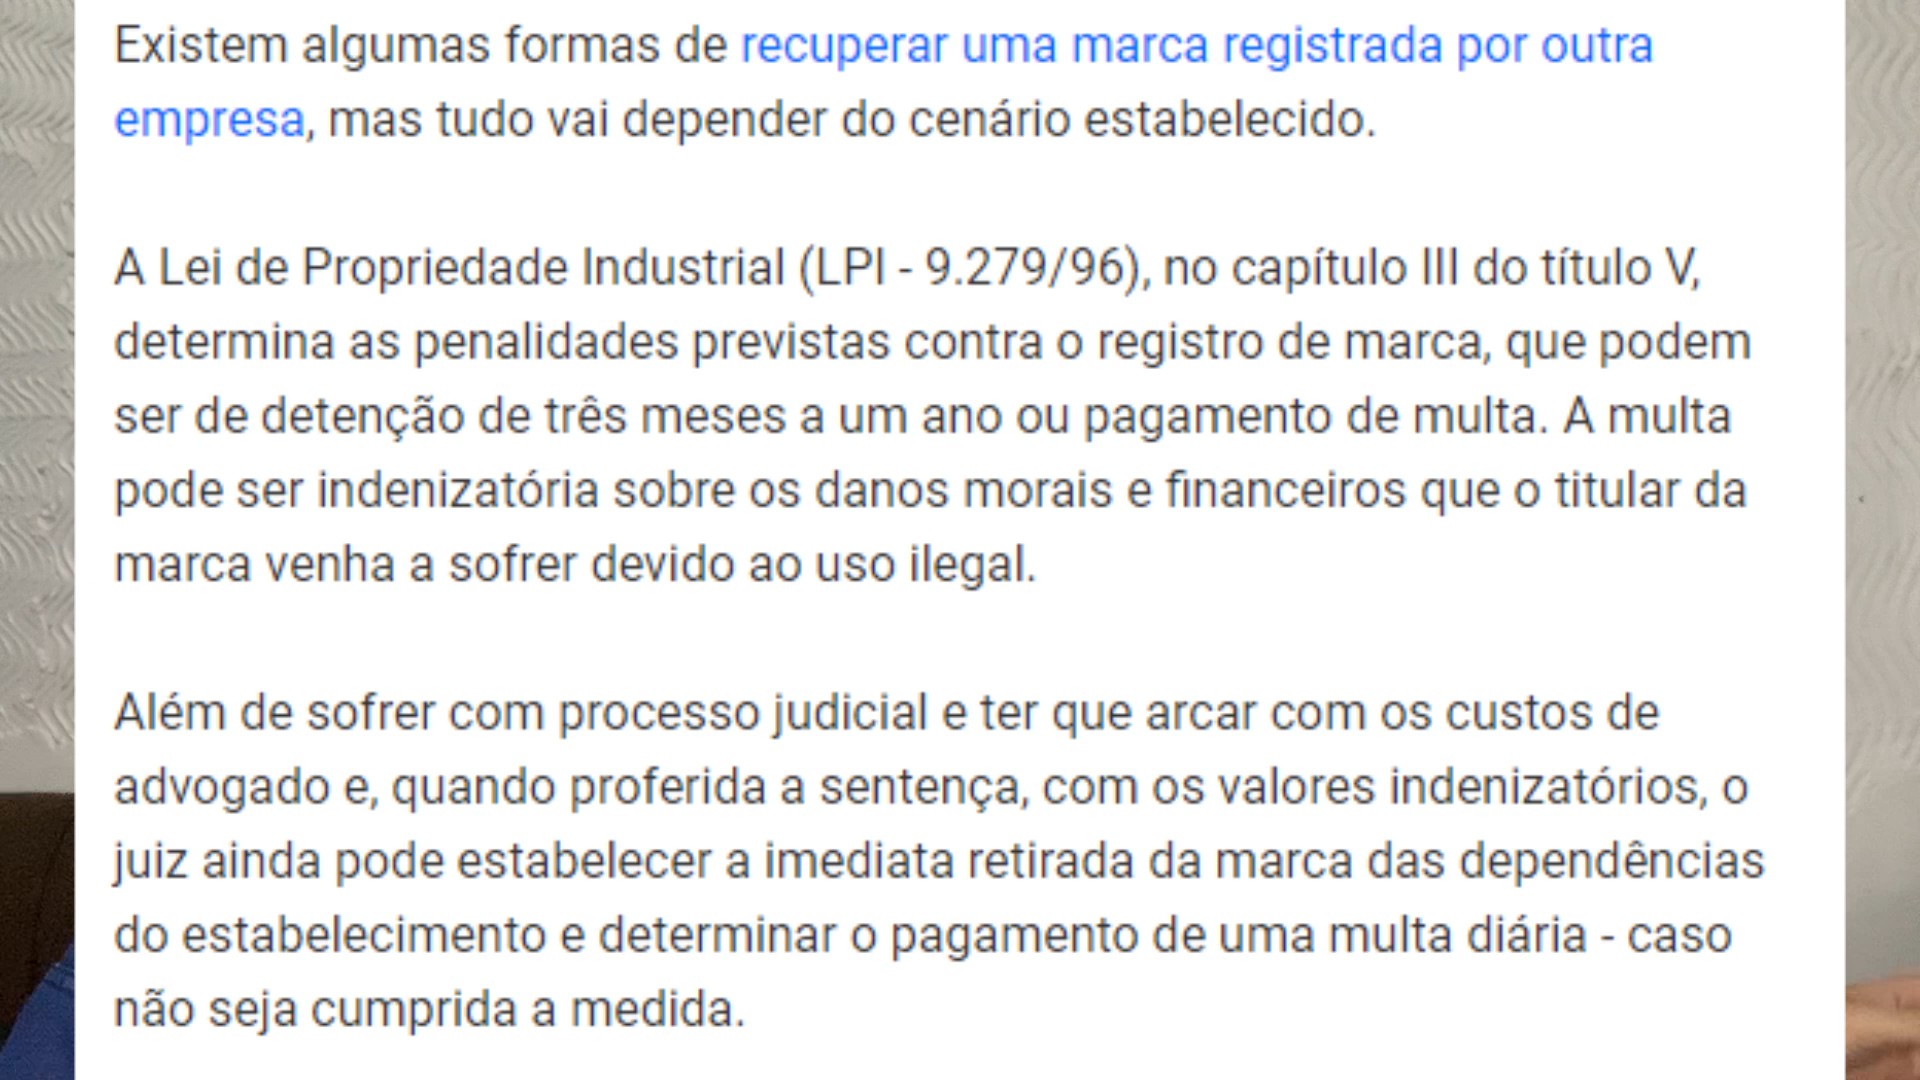 Existem algumas formas de recuperar uma marca registrada por outra
empresa, mas tudo vai depender do cenário estabelecido.
A Lei de Propriedade Industrial (LPI - 9.279/96), no capítulo III do título V,
determina as penalidades previstas contra o registro de marca, que podem
ser de detenção de três meses a um ano ou pagamento de multa. A multa
pode ser indenizatória sobre os danos morais e financeiros que o titular da
marca venha a sofrer devido ao uso ilegal.
Além de sofrer com processo judicial e ter que arcar com os custos de
advogado e, quando proferida a sentença, com os valores indenizatórios, o
juiz ainda pode estabelecer a imediata retirada da marca das dependências
do estabelecimento e determinar o pagamento de uma multa diária - caso
não seja cumprida a medida.